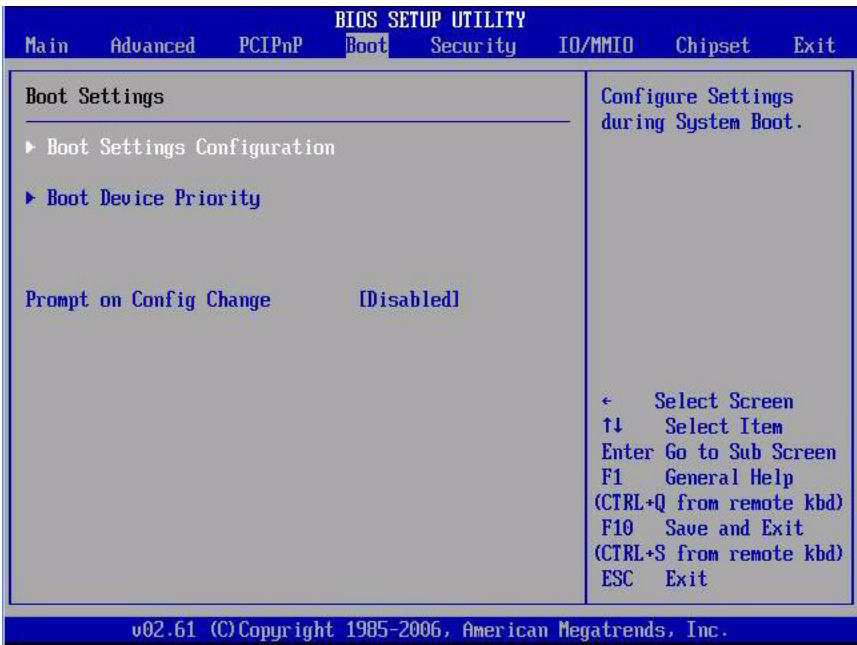 BIOS SETUP UTILITY
Main Advanced PCIPnP Boot Security IO/MMIO Chipset Exit
Boot Settings
▶ Boot Settings Configuration
▶ Boot Device Priority
Prompt on Config Change [Disabled]
Configure Settings
during System Boot.
← Select Screen
↑↓ Select Item
Enter Go to Sub Screen
F1 General Help
(CTRL+Q from remote kbd)
F10 Save and Exit
(CTRL+S from remote kbd)
ESC Exit
v02.61 (C)Copyright 1985-2006, American Megatrends, Inc.